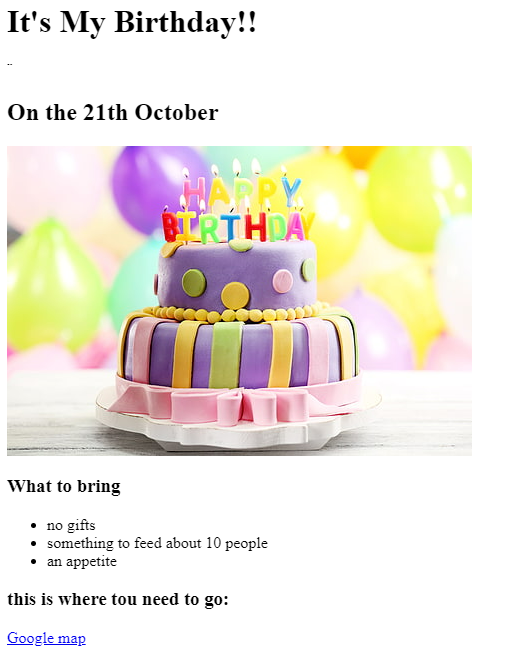 It's My Birthday!!
..
On the 21th October
HAPPY
BIRTHDAY
What to bring
no gifts
something to feed about 10 people
an appetite
this is where tou need to go:
Google map